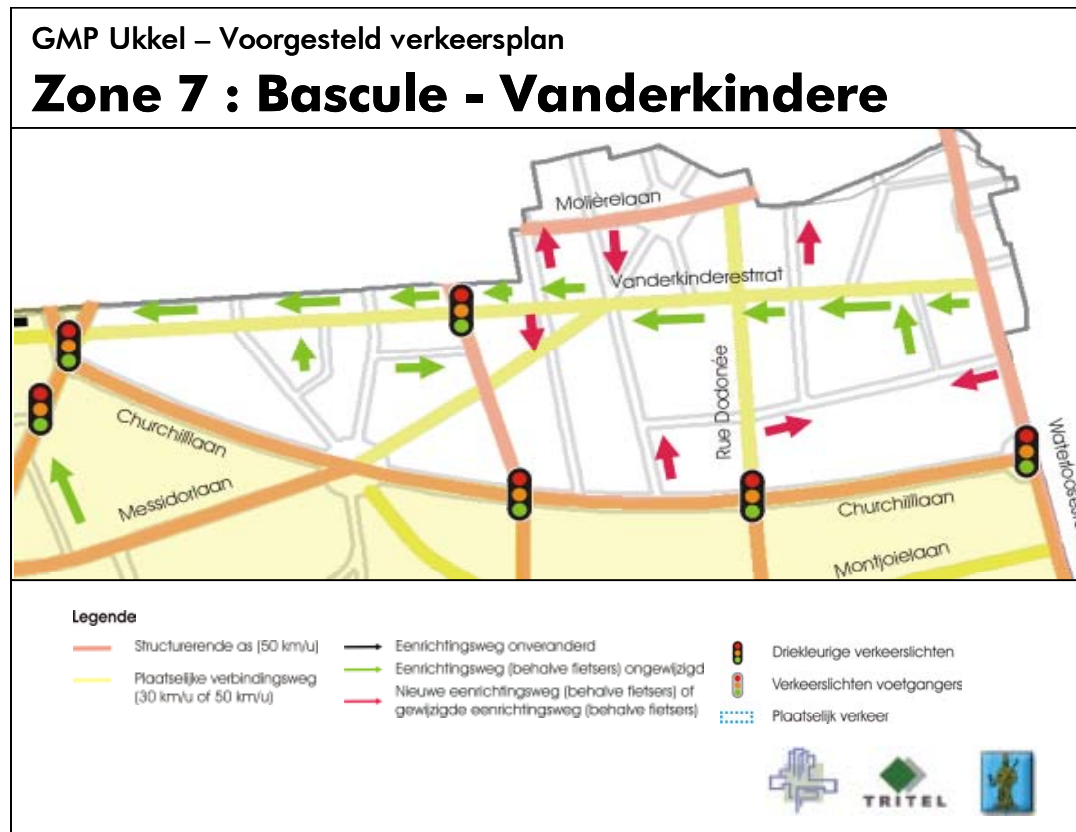 GMP Ukkel – Voorgesteld verkeersplan
Zone 7 : Bascule - Vanderkindere
Molièrelaan
Vanderkinderestrrat
Rue Dodonée
Churchilllaan
Messidorlaan
Churchilllaan
Montjoielaan
Legende
Structurerende as (50 km/u)
Plaatselijke verbindingsweg
(30 km/u of 50 km/u)
Eenrichtingsweg onveranderd
Eenrichtingsweg (behalve fietsers) ongewijzigd
Nieuwe eenrichtingsweg (behalve fietsers) of
gewijzigde eenrichtingsweg (behalve fietsers)
Driekleurige verkeerslichten
Verkeerslichten voetgangers
Plaatselijk verkeer
TRITEL